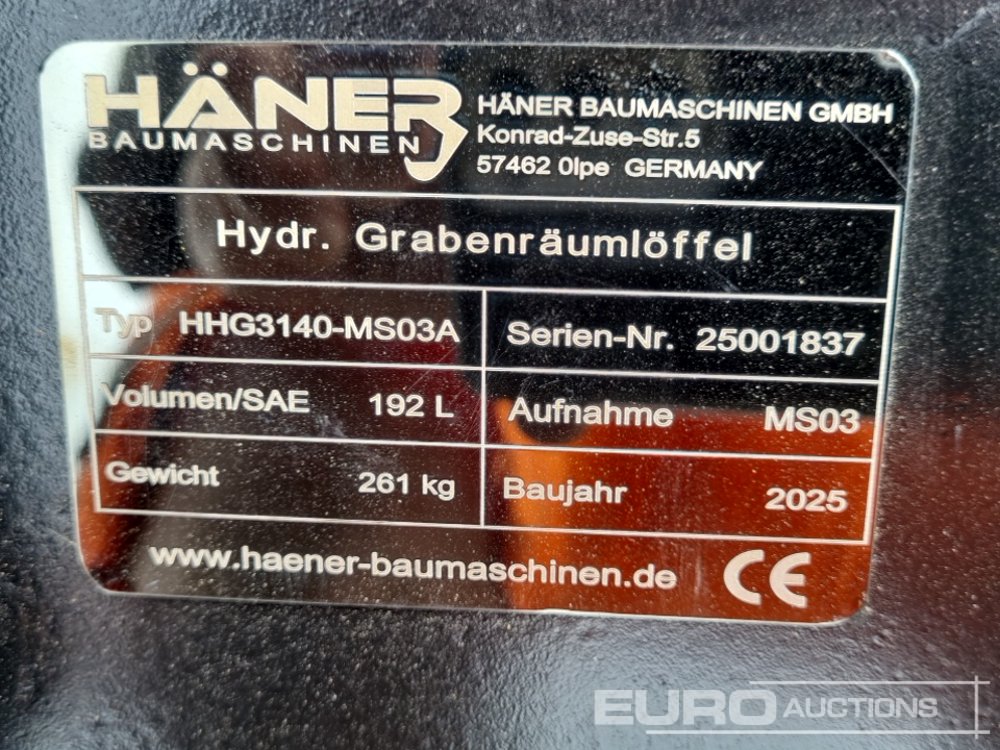 HÄNER
BAUMASCHINEN
HÄNER BAUMASCHINEN GMBH
Konrad-Zuse-Str.5
57462 Olpe GERMANY
Hydr. Grabenräumlöffel
Typ HHG3140-MS03A
Serien-Nr. 25001837
Volumen/SAE 192 L
Aufnahme MS03
Gewicht 261 kg
Baujahr 2025
www.haener-baumaschinen.de CE
EURO AUCTIONS